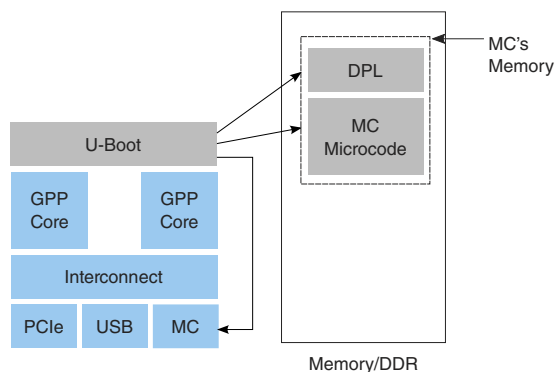 DPL
MC
Microcode
MC's
Memory
U-Boot
GPP
Core
GPP
Core
Interconnect
PCIe
USB
MC
Memory/DDR